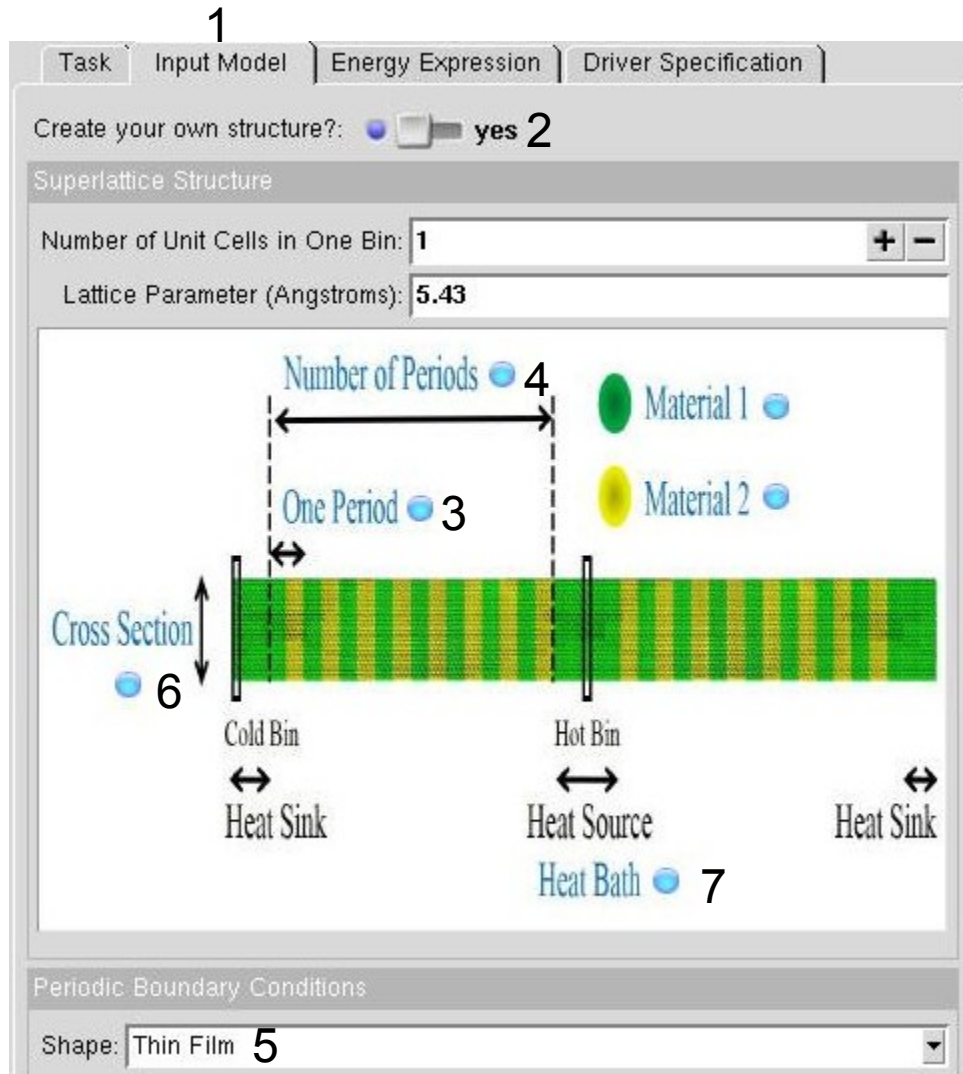 1
Task Input Model Energy Expression Driver Specification
Create your own structure?: yes 2
Superlattice Structure
Number of Unit Cells in One Bin: 1 + −
Lattice Parameter (Angstroms): 5.43
Number of Periods 4
Material 1
One Period 3
Material 2
Cross Section
6
Cold Bin Hot Bin
Heat Sink Heat Source Heat Sink
Heat Bath 7
Periodic Boundary Conditions
Shape: Thin Film 5